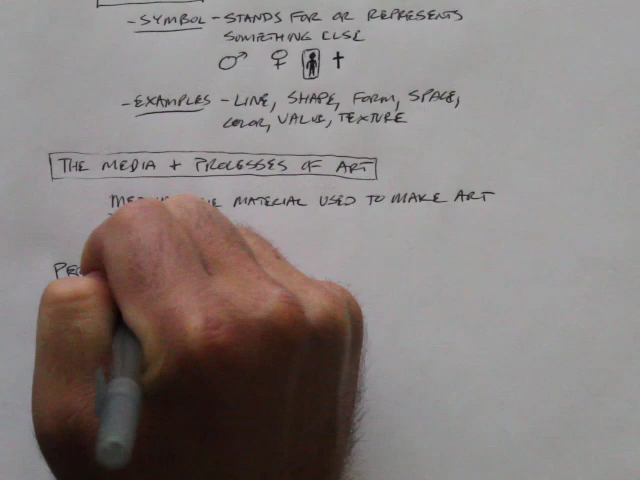 - SYMBOL - STANDS FOR OR REPRESENTS
SOMETHING ELSE
♂ ♀ ✝
- EXAMPLES - LINE, SHAPE, FORM, SPACE,
COLOR, VALUE, TEXTURE
THE MEDIA + PROCESSES OF ART
MATERIAL USED TO MAKE ART